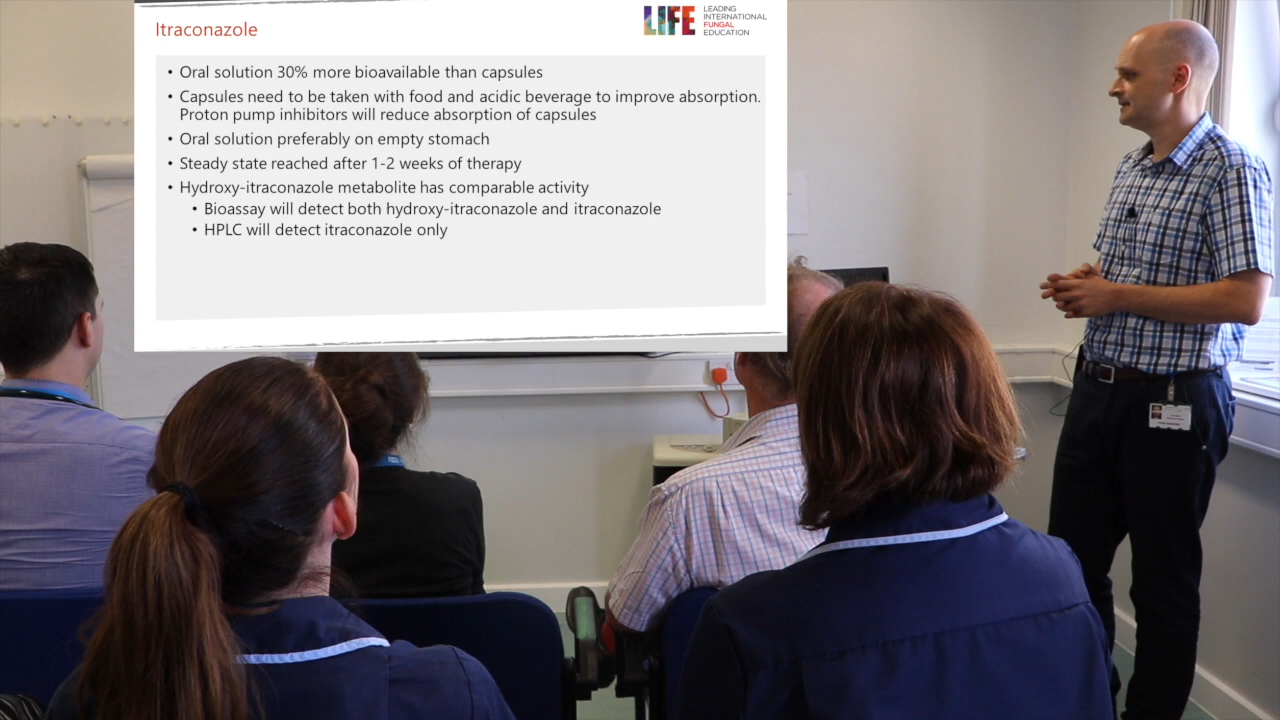 Itraconazole
LIFE
LEADING
INTERNATIONAL
FUNGAL
EDUCATION
• Oral solution 30% more bioavailable than capsules
• Capsules need to be taken with food and acidic beverage to improve absorption.
Proton pump inhibitors will reduce absorption of capsules
• Oral solution preferably on empty stomach
• Steady state reached after 1-2 weeks of therapy
• Hydroxy-itraconazole metabolite has comparable activity
• Bioassay will detect both hydroxy-itraconazole and itraconazole
• HPLC will detect itraconazole only